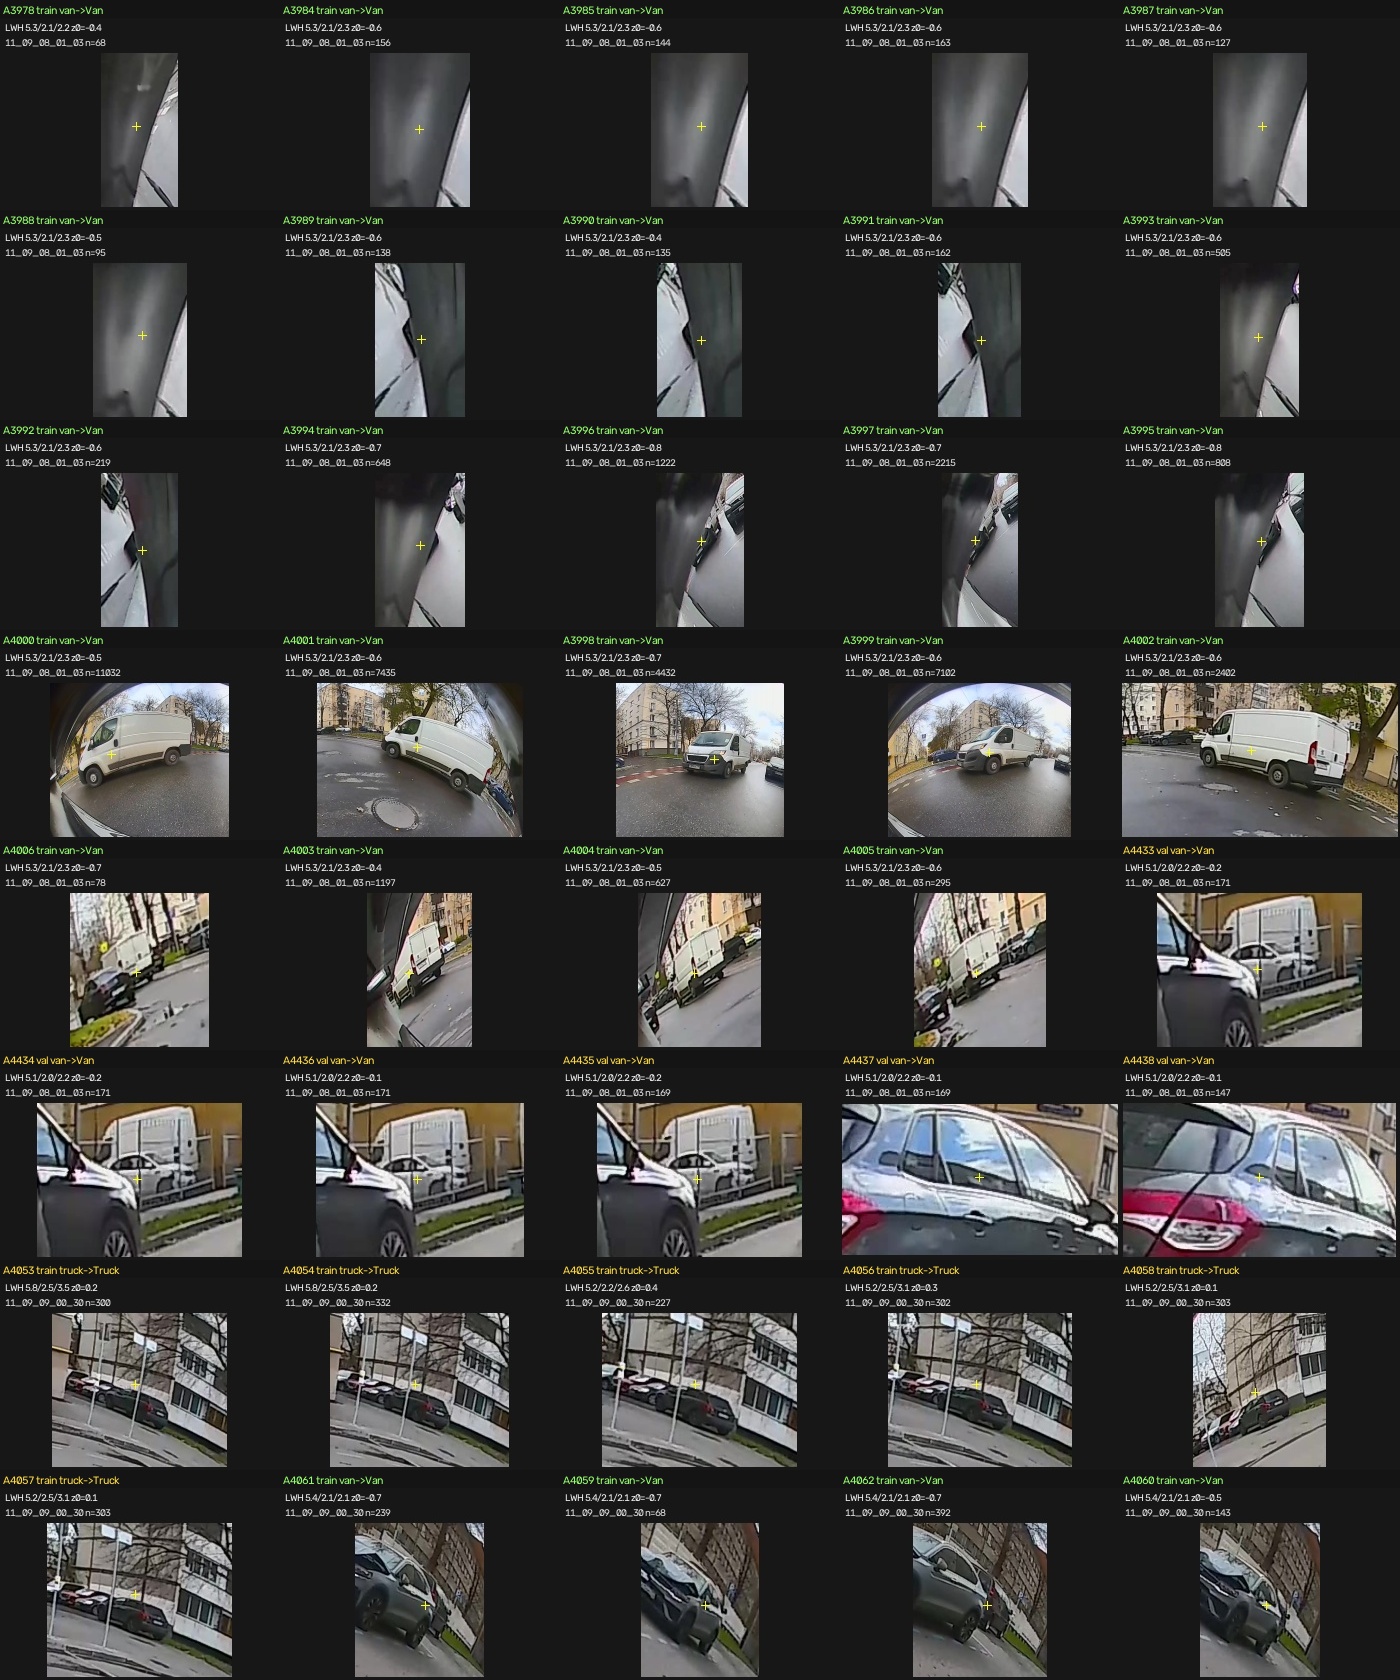 A3978 train van->Van
LWH 5.3/2.1/2.2 z0=-0.4
11_09_08_01_03 n=68
A3984 train van->Van
LWH 5.3/2.1/2.3 z0=-0.6
11_09_08_01_03 n=156
A3985 train van->Van
LWH 5.3/2.1/2.3 z0=-0.6
11_09_08_01_03 n=144
A3986 train van->Van
LWH 5.3/2.1/2.3 z0=-0.6
11_09_08_01_03 n=163
A3987 train van->Van
LWH 5.3/2.1/2.3 z0=-0.6
11_09_08_01_03 n=127
A3988 train van->Van
LWH 5.3/2.1/2.3 z0=-0.5
11_09_08_01_03 n=95
A3989 train van->Van
LWH 5.3/2.1/2.3 z0=-0.6
11_09_08_01_03 n=138
A3990 train van->Van
LWH 5.3/2.1/2.3 z0=-0.4
11_09_08_01_03 n=135
A3991 train van->Van
LWH 5.3/2.1/2.3 z0=-0.6
11_09_08_01_03 n=162
A3993 train van->Van
LWH 5.3/2.1/2.3 z0=-0.6
11_09_08_01_03 n=505
A3992 train van->Van
LWH 5.3/2.1/2.3 z0=-0.6
11_09_08_01_03 n=219
A3994 train van->Van
LWH 5.3/2.1/2.3 z0=-0.7
11_09_08_01_03 n=648
A3996 train van->Van
LWH 5.3/2.1/2.3 z0=-0.8
11_09_08_01_03 n=1222
A3997 train van->Van
LWH 5.3/2.1/2.3 z0=-0.7
11_09_08_01_03 n=2215
A3995 train van->Van
LWH 5.3/2.1/2.3 z0=-0.8
11_09_08_01_03 n=808
A4000 train van->Van
LWH 5.3/2.1/2.3 z0=-0.5
11_09_08_01_03 n=11032
A4001 train van->Van
LWH 5.3/2.1/2.3 z0=-0.6
11_09_08_01_03 n=7435
A3998 train van->Van
LWH 5.3/2.1/2.3 z0=-0.7
11_09_08_01_03 n=4432
A3999 train van->Van
LWH 5.3/2.1/2.3 z0=-0.6
11_09_08_01_03 n=7102
A4002 train van->Van
LWH 5.3/2.1/2.3 z0=-0.6
11_09_08_01_03 n=2402
A4006 train van->Van
LWH 5.3/2.1/2.3 z0=-0.7
11_09_08_01_03 n=78
A4003 train van->Van
LWH 5.3/2.1/2.3 z0=-0.4
11_09_08_01_03 n=1197
A4004 train van->Van
LWH 5.3/2.1/2.3 z0=-0.5
11_09_08_01_03 n=627
A4005 train van->Van
LWH 5.3/2.1/2.3 z0=-0.6
11_09_08_01_03 n=295
A4433 val van->Van
LWH 5.1/2.0/2.2 z0=-0.2
11_09_08_01_03 n=171
A4434 val van->Van
LWH 5.1/2.0/2.2 z0=-0.2
11_09_08_01_03 n=171
A4436 val van->Van
LWH 5.1/2.0/2.2 z0=-0.1
11_09_08_01_03 n=171
A4435 val van->Van
LWH 5.1/2.0/2.2 z0=-0.2
11_09_08_01_03 n=169
A4437 val van->Van
LWH 5.1/2.0/2.2 z0=-0.1
11_09_08_01_03 n=169
A4438 val van->Van
LWH 5.1/2.0/2.2 z0=-0.1
11_09_08_01_03 n=147
A4053 train truck->Truck
LWH 5.8/2.5/3.5 z0=0.2
11_09_09_00_30 n=300
A4054 train truck->Truck
LWH 5.8/2.5/3.5 z0=0.2
11_09_09_00_30 n=332
A4055 train truck->Truck
LWH 5.2/2.2/2.6 z0=0.4
11_09_09_00_30 n=227
A4056 train truck->Truck
LWH 5.2/2.5/3.1 z0=0.3
11_09_09_00_30 n=302
A4058 train truck->Truck
LWH 5.2/2.5/3.1 z0=0.1
11_09_09_00_30 n=303
A4057 train truck->Truck
LWH 5.2/2.5/3.1 z0=0.1
11_09_09_00_30 n=303
A4061 train van->Van
LWH 5.4/2.1/2.1 z0=-0.7
11_09_09_00_30 n=239
A4059 train van->Van
LWH 5.4/2.1/2.1 z0=-0.7
11_09_09_00_30 n=68
A4062 train van->Van
LWH 5.4/2.1/2.1 z0=-0.7
11_09_09_00_30 n=392
A4060 train van->Van
LWH 5.4/2.1/2.1 z0=-0.5
11_09_09_00_30 n=143